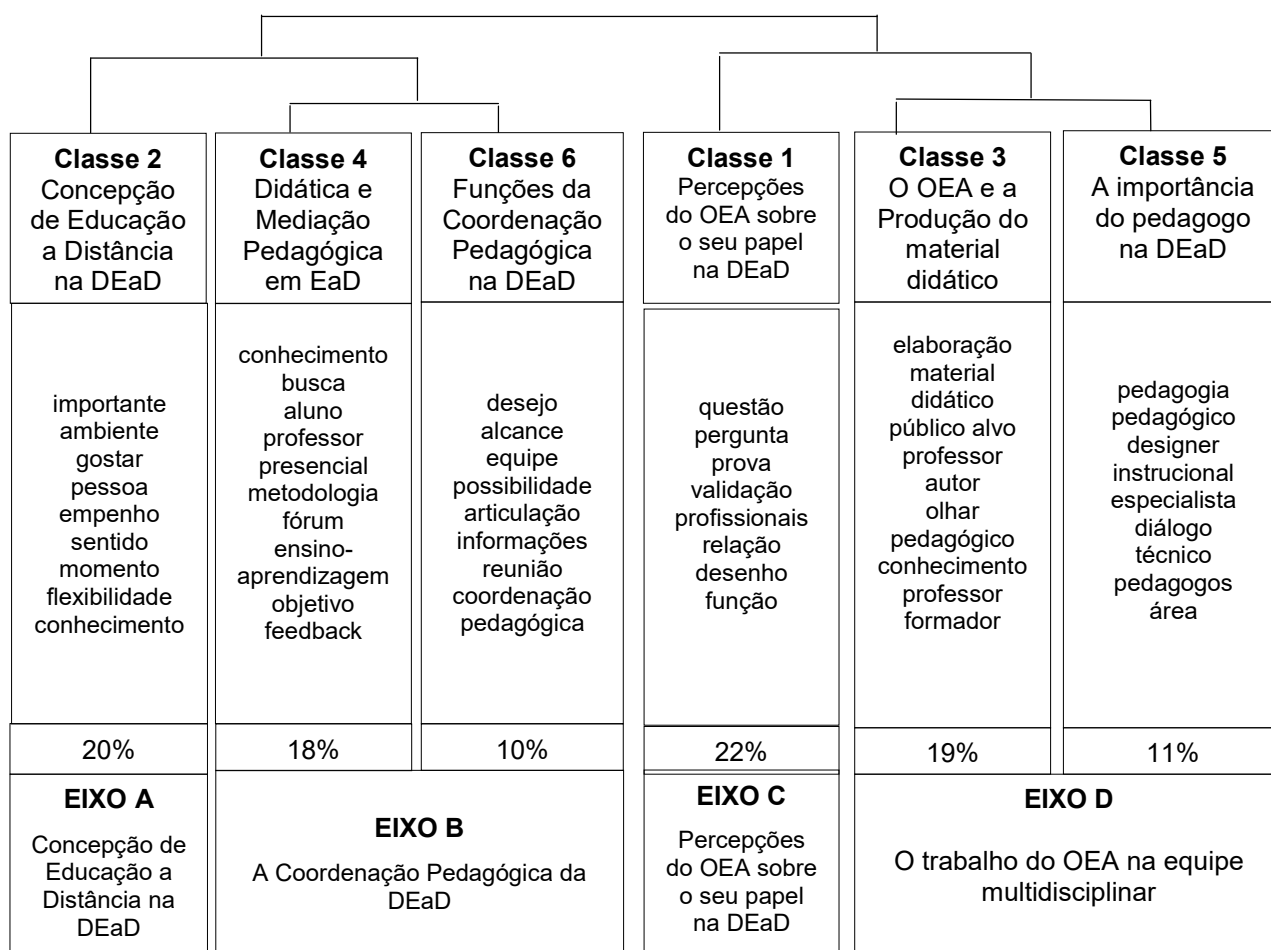 Classe 2
Concepção
de Educação
a Distância
na DEaD
Classe 4
Didática e
Mediação
Pedagógica
em EaD
Classe 6
Funções da
Coordenação
Pedagógica
na DEaD
Classe 1
Percepções
do OEA sobre
o seu papel
na DEaD
Classe 3
O OEA e a
Produção do
material
didático
Classe 5
A importância
do pedagogo
na DEaD
importante
ambiente
gostar
pessoa
empenho
sentido
momento
flexibilidade
conhecimento
conhecimento
busca
aluno
professor
presencial
metodologia
fórum
ensino-
aprendizagem
objetivo
feedback
desejo
alcance
equipe
possibilidade
articulação
informações
reunião
coordenação
pedagógica
questão
pergunta
prova
validação
profissionais
relação
desenho
função
elaboração
material
didático
público alvo
professor
autor
olhar
pedagógico
conhecimento
professor
formador
pedagogia
pedagógico
designer
instrucional
especialista
diálogo
técnico
pedagogos
área
20%
18%
10%
22%
19%
11%
EIXO A
Concepção de
Educação a
Distância na
DEaD
EIXO B
A Coordenação Pedagógica da
DEaD
EIXO C
Percepções
do OEA sobre
o seu papel
na DEaD
EIXO D
O trabalho do OEA na equipe
multidisciplinar